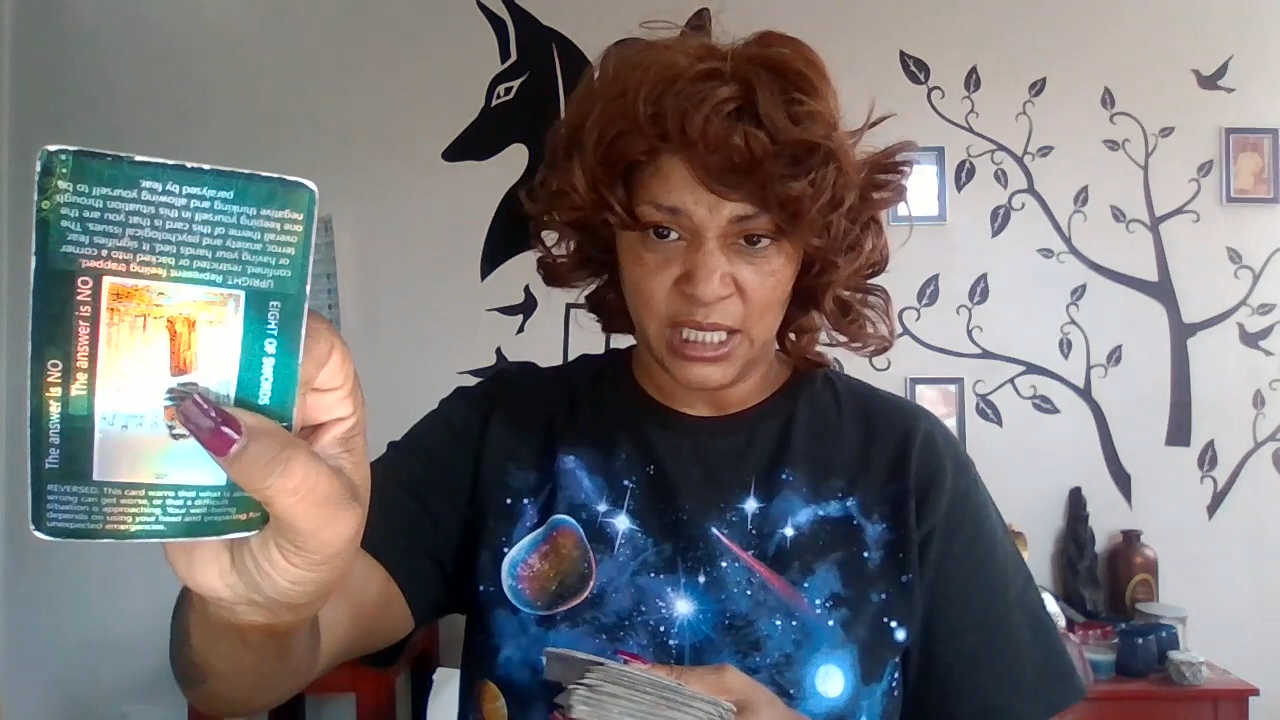 UPRIGHT. Represent feeling trapped,
confined, restricted or backed into a corner
or having your hands tied. It signifies fear,
terror, anxiety and psychological issues. The
overall theme of this card is that you are the
one keeping yourself in this situation through
negative thinking and allowing yourself to be
paralysed by fear.
EIGHT OF SWORDS
The answer is NO
The answer is NO
REVERSED. This card warns that what is
wrong can get worse, or that a difficult
situation is approaching. Your well-being
depends on using your head and preparing for
unexpected emergencies.